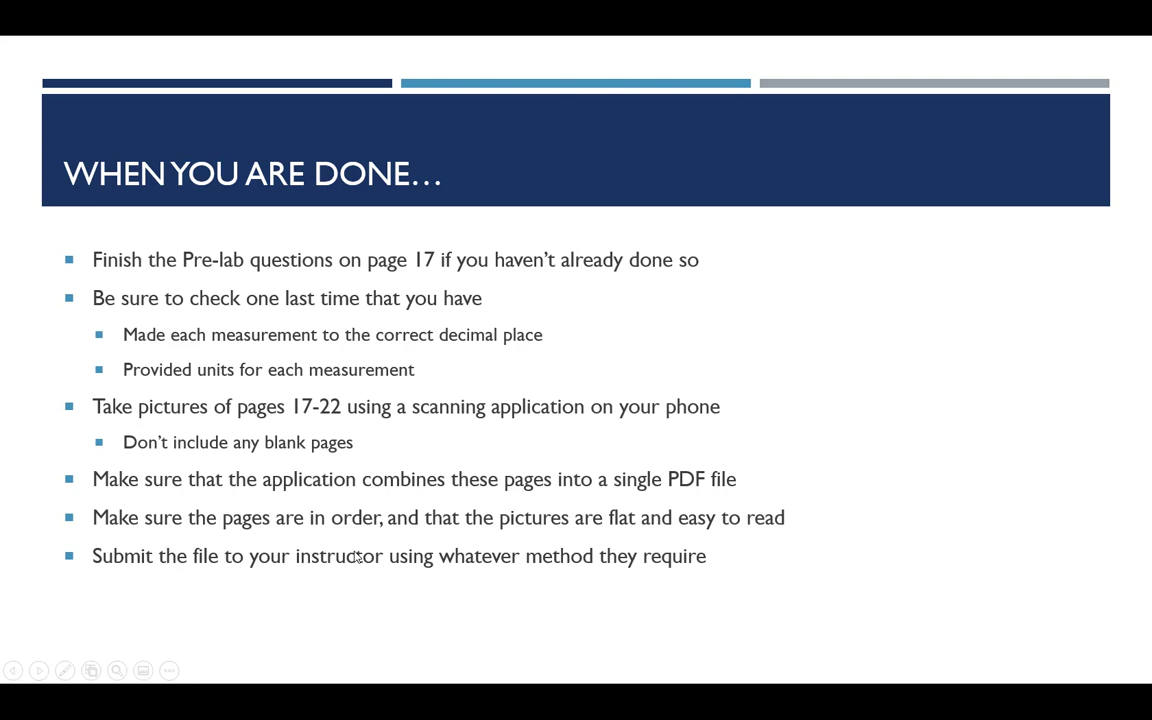 WHEN YOU ARE DONE...
Finish the Pre-lab questions on page 17 if you haven't already done so
Be sure to check one last time that you have
Made each measurement to the correct decimal place
Provided units for each measurement
Take pictures of pages 17-22 using a scanning application on your phone
Don't include any blank pages
Make sure that the application combines these pages into a single PDF file
Make sure the pages are in order, and that the pictures are flat and easy to read
Submit the file to your instructor using whatever method they require